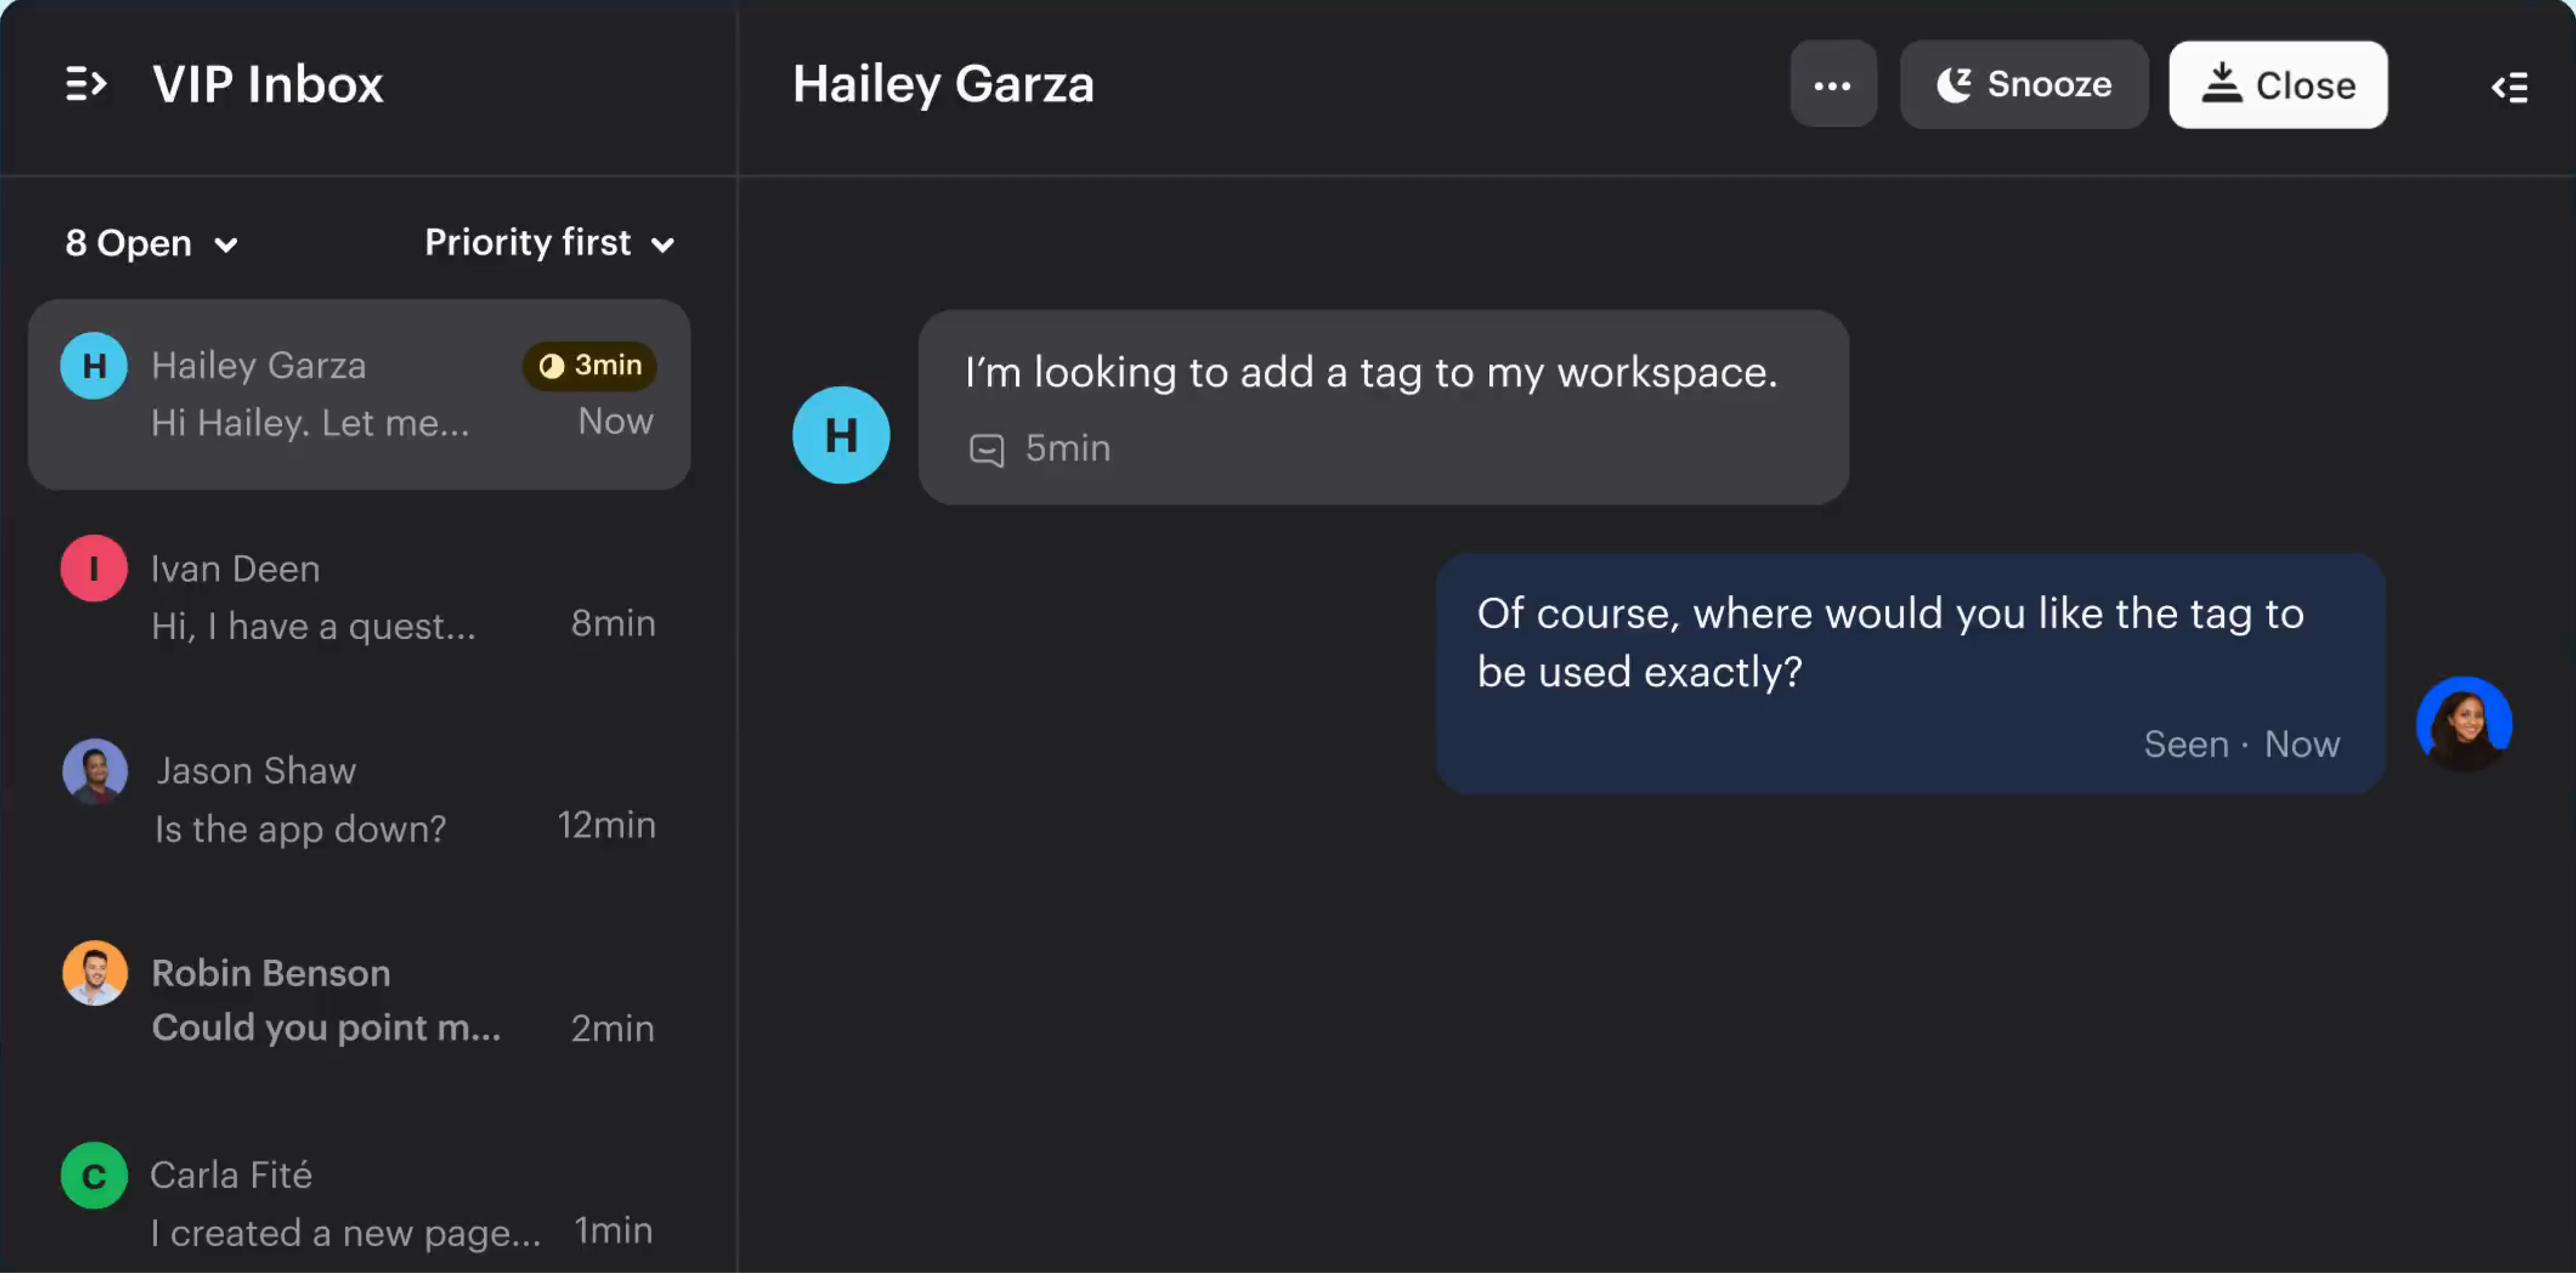 VIP Inbox
8 Open
Priority first
H
Hailey Garza
3min
Hi Hailey. Let me...
Now
I
Ivan Deen
Hi, I have a quest...
8min
Jason Shaw
Is the app down?
12min
Robin Benson
Could you point m...
2min
C
Carla Fité
I created a new page...
1min
Hailey Garza
Snooze
Close
H
I’m looking to add a tag to my workspace.
5min
Of course, where would you like the tag to
be used exactly?
Seen · Now